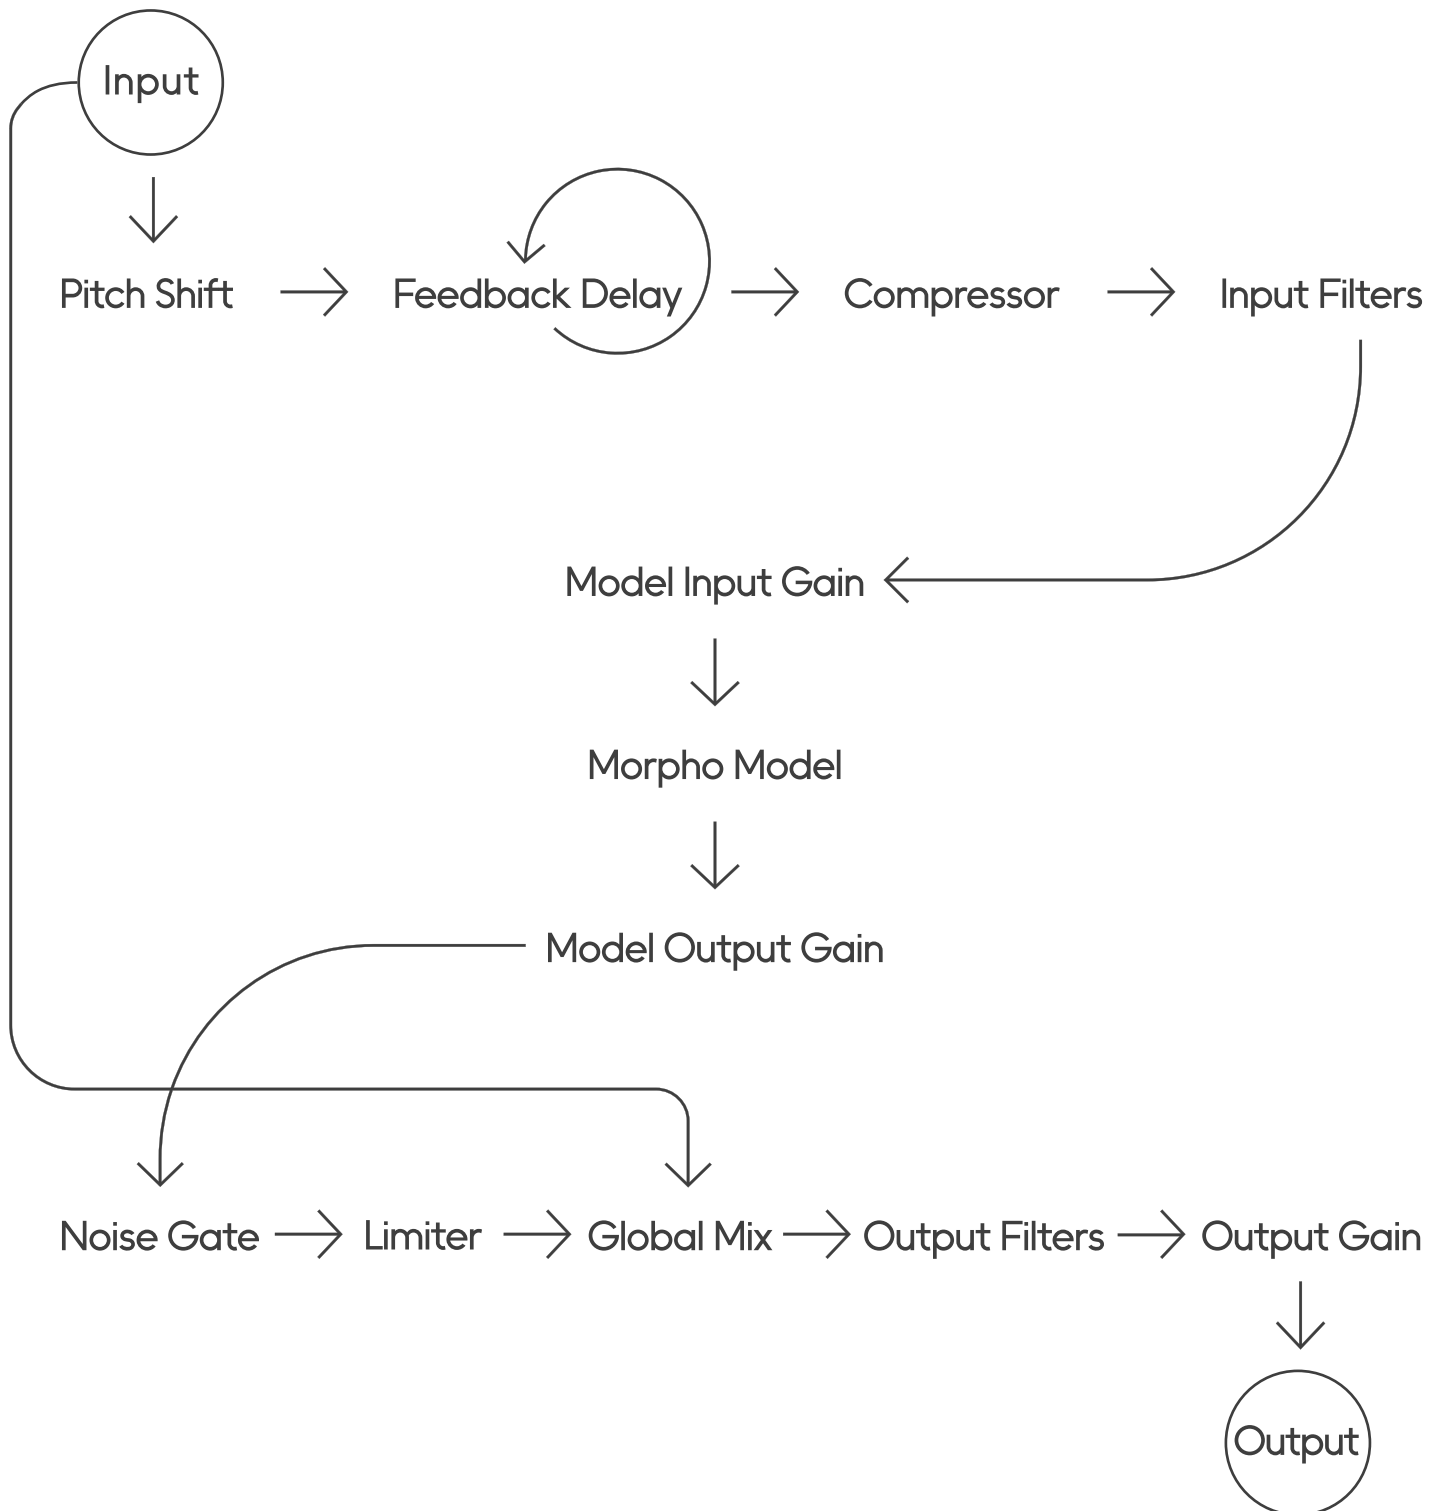 Input
Pitch Shift
Feedback Delay
Compressor
Input Filters
Model Input Gain
Morpho Model
Model Output Gain
Noise Gate
Limiter
Global Mix
Output Filters
Output Gain
Output